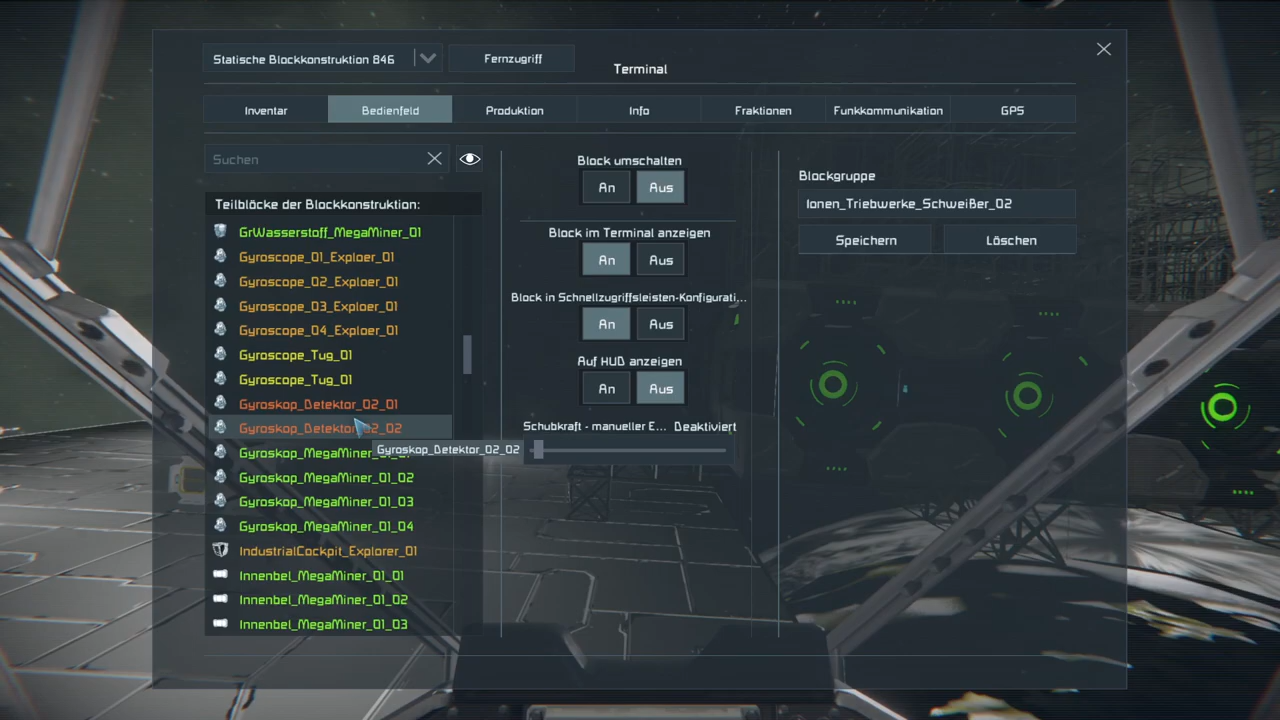 Statische Blockkonstruktion 846
Fernzugriff
Terminal
Inventar
Bedienfeld
Produktion
Info
Fraktionen
Funkkommunikation
GPS
Suchen
Teilblöcke der Blockkonstruktion:
GrWasserstoff_MegaMiner_01
Gyroscope_01_Exploer_01
Gyroscope_02_Exploer_01
Gyroscope_03_Exploer_01
Gyroscope_04_Exploer_01
Gyroscope_Tug_01
Gyroscope_Tug_01
Gyroskop_Detektor_02_01
Gyroskop_Detektor_02_02
Gyroskop_MegaMiner_
Gyroskop_Detektor_02_02
Gyroskop_MegaMiner_01_02
Gyroskop_MegaMiner_01_03
Gyroskop_MegaMiner_01_04
IndustrialCockpit_Explorer_01
Innenbel_MegaMiner_01_01
Innenbel_MegaMiner_01_02
Innenbel_MegaMiner_01_03
Block umschalten
An Aus
Block im Terminal anzeigen
An Aus
Block in Schnellzugriffsleisten-Konfigurati...
An Aus
Auf HUD anzeigen
An Aus
Schubkraft - manueller E... Deaktiviert
Blockgruppe
Ionen_Triebwerke_Schweißer_02
Speichern
Löschen